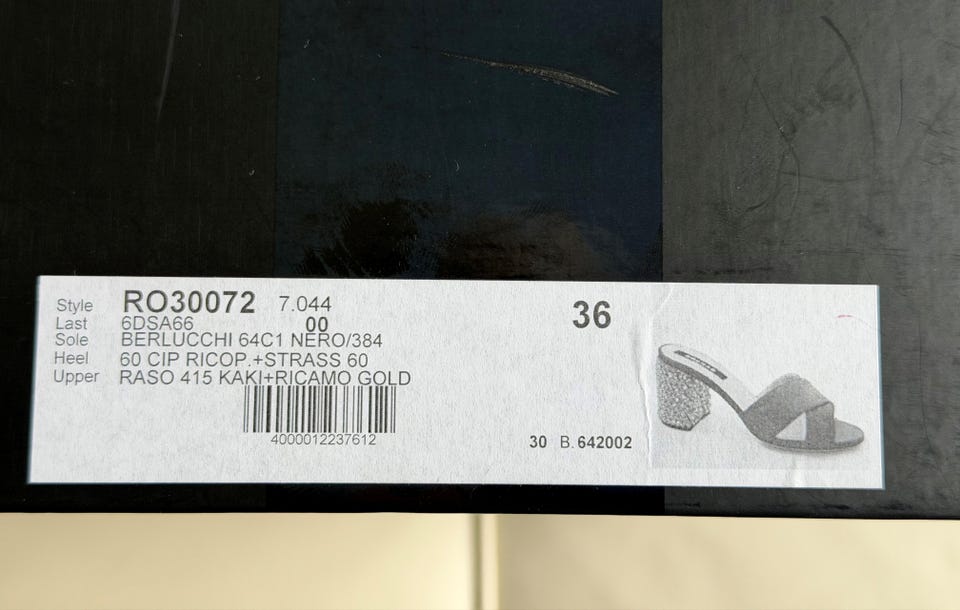 Style RO30072 7.044 36
Last 6DSA66 00
Sole BERLUCCHI 64C1 NERO/384
Heel 60 CIP RICOP.+STRASS 60
Upper RASO 415 KAKI+RICAMO GOLD
4000012237612
30 B. 642002